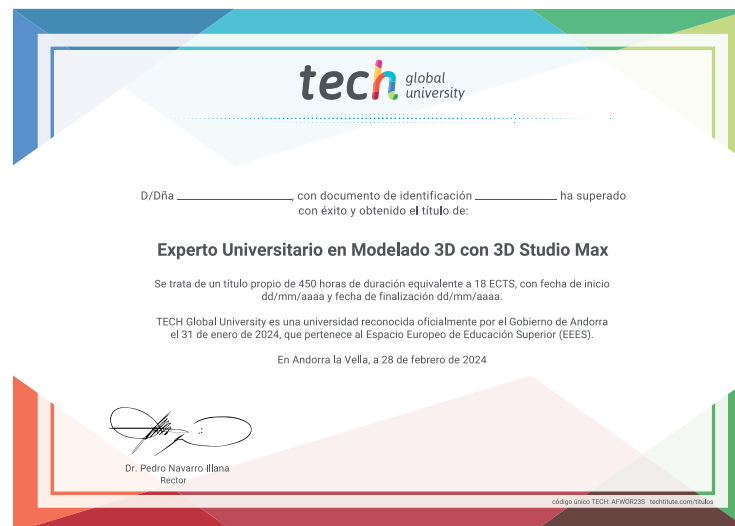 tech global university
D/Dña ______________, con documento de identificación ______________ ha superado
con éxito y obtenido el título de:
Experto Universitario en Modelado 3D con 3D Studio Max
Se trata de un título propio de 450 horas de duración equivalente a 18 ECTS, con fecha de inicio
dd/mm/aaaa y fecha de finalización dd/mm/aaaa.
TECH Global University es una universidad reconocida oficialmente por el Gobierno de Andorra
el 31 de enero de 2024, que pertenece al Espacio Europeo de Educación Superior (EEES).
En Andorra la Vella, a 28 de febrero de 2024
Dr. Pedro Navarro Illana
Rector
código único TECH: AFWOR23S techtitute.com/titulos